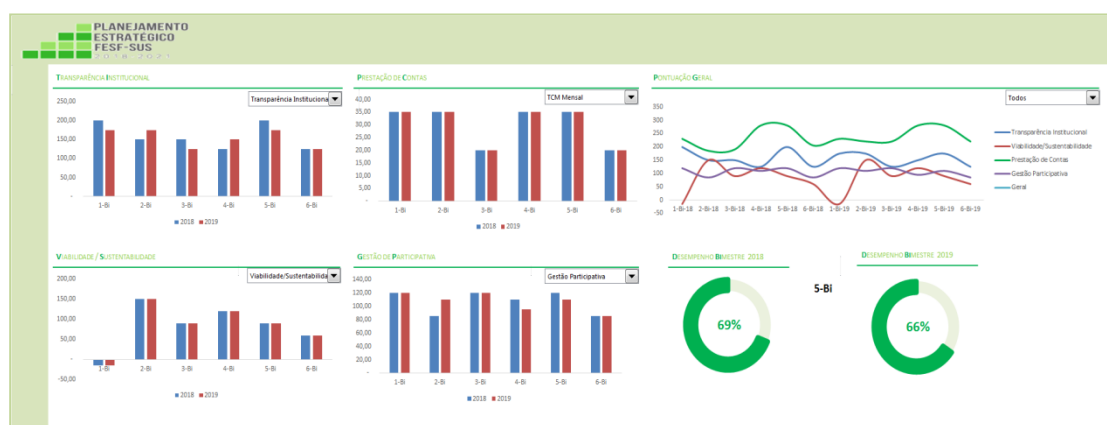 PLANEJAMENTO
ESTRATÉGICO
FESF-SUS
2018-2021
TRANSPARÊNCIA INSTITUCIONAL
Transparência Instituciona
250,00
200,00
150,00
100,00
50,00
-
1-Bi 2-Bi 3-Bi 4-Bi 5-Bi 6-Bi
2018 2019
PRESTAÇÃO DE CONTAS
TCM Mensal
40,00
35,00
30,00
25,00
20,00
15,00
10,00
5,00
-
1-Bi 2-Bi 3-Bi 4-Bi 5-Bi 6-Bi
2018 2019
PONTUAÇÃO GERAL
Todos
350
300
250
200
150
100
50
0
-50
1-Bi-18 2-Bi-18 3-Bi-18 4-Bi-18 5-Bi-18 6-Bi-18 1-Bi-19 2-Bi-19 3-Bi-19 4-Bi-19 5-Bi-19 6-Bi-19
Transparência Institucional
Viabilidade/Sustentabilidade
Prestação de Contas
Gestão Participativa
Geral
VIABILIDADE / SUSTENTABILIDADE
Viabilidade/Sustentabilida
200,00
150,00
100,00
50,00
-
-50,00
1-Bi 2-Bi 3-Bi 4-Bi 5-Bi 6-Bi
2018 2019
GESTÃO DE PARTICIPATIVA
Gestão Participativa
140,00
120,00
100,00
80,00
60,00
40,00
20,00
-
1-Bi 2-Bi 3-Bi 4-Bi 5-Bi 6-Bi
2018 2019
DESEMPENHO BIMESTRE 2018
69%
5-Bi
DESEMPENHO BIMESTRE 2019
66%